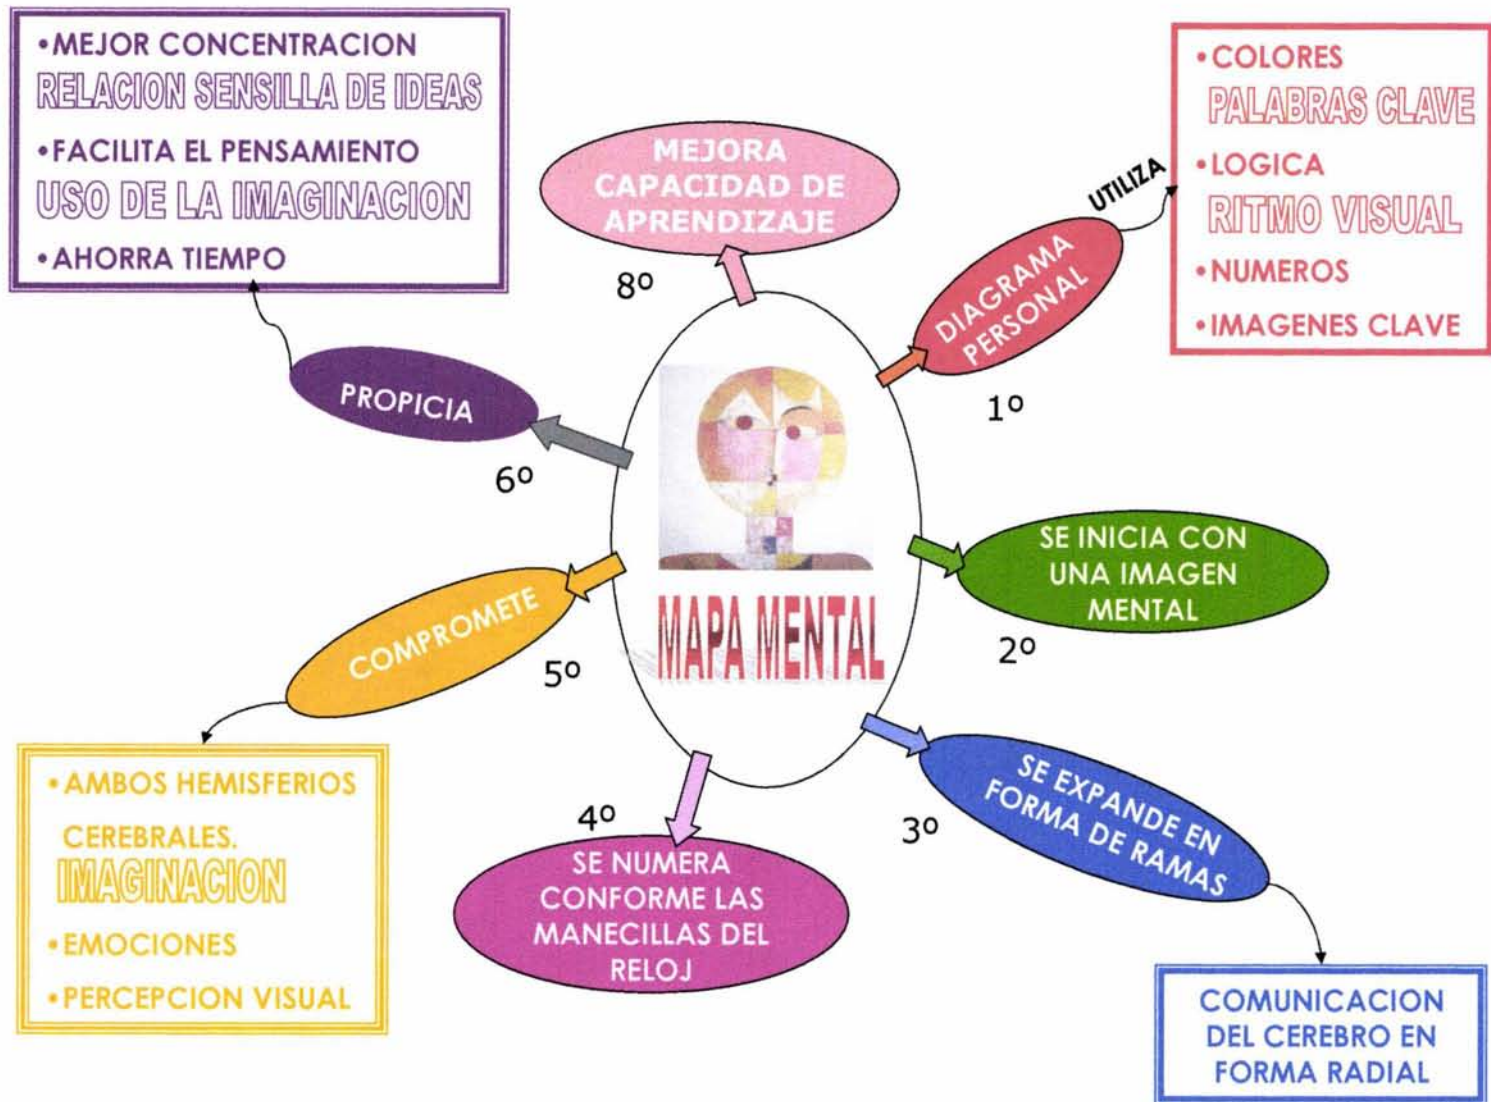 MAPA MENTAL
1º
DIAGRAMA
PERSONAL
UTILIZA
•COLORES
PALABRAS CLAVE
•LOGICA
RITMO VISUAL
•NUMEROS
•IMAGENES CLAVE
2º
SE INICIA CON
UNA IMAGEN
MENTAL
3º
SE EXPANDE EN
FORMA DE RAMAS
COMUNICACION
DEL CEREBRO EN
FORMA RADIAL
4º
SE NUMERA
CONFORME LAS
MANECILLAS DEL
RELOJ
5º
COMPROMETE
•AMBOS HEMISFERIOS
CEREBRALES.
IMAGINACION
•EMOCIONES
•PERCEPCION VISUAL
6º
PROPICIA
•MEJOR CONCENTRACION
RELACION SENSILLA DE IDEAS
•FACILITA EL PENSAMIENTO
USO DE LA IMAGINACION
•AHORRA TIEMPO
8º
MEJORA
CAPACIDAD DE
APRENDIZAJE